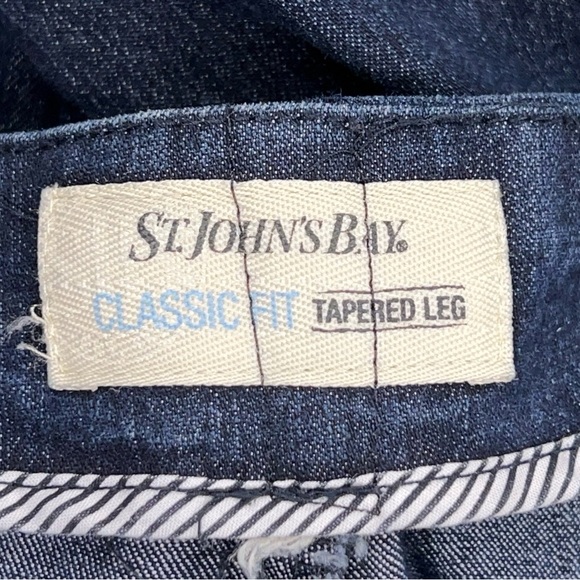 ST. JOHN'S BAY®
CLASSIC FIT TAPERED LEG